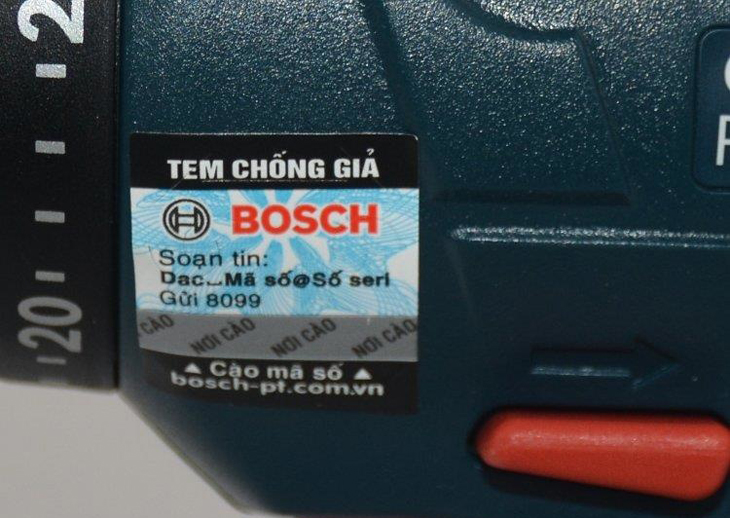 2
20
TEM CHỐNG GIẢ
BOSCH
Soạn tin:
Dac_Mã số@Số seri
Gửi 8099
CÀO NƠI CÀO NƠI CÀO NƠI CÀO
▲ Cào mã số ▲
bosch-pt.com.vn